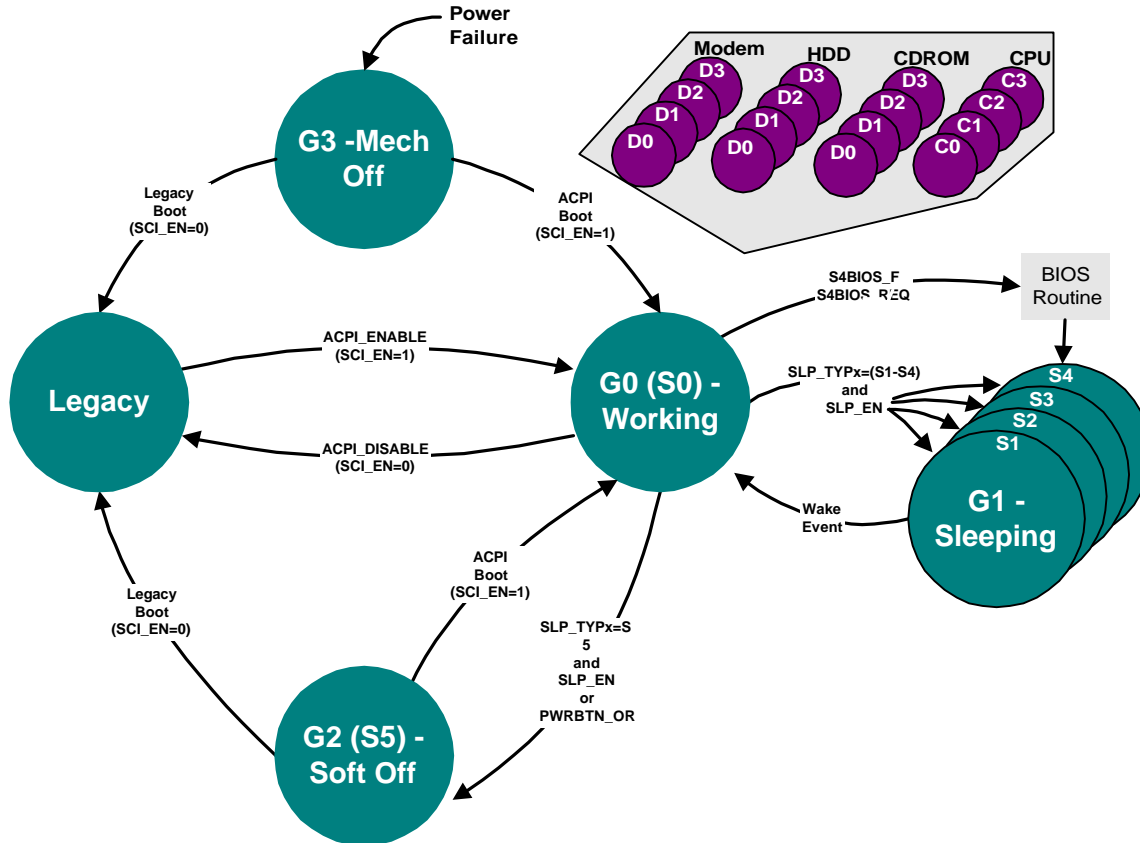 Power
Failure
Modem
HDD
CDROM
CPU
D3
D2
D1
D0
D3
D2
D1
D0
D3
D2
D1
D0
C3
C2
C1
C0
G3 -Mech
Off
Legacy
Boot
(SCI_EN=0)
ACPI
Boot
(SCI_EN=1)
S4BIOS_F
S4BIOS_REQ
BIOS
Routine
ACPI_ENABLE
(SCI_EN=1)
Legacy
G0 (S0) -
Working
SLP_TYPx=(S1-S4)
and
SLP_EN
S4
S3
S2
S1
G1 -
Sleeping
ACPI_DISABLE
(SCI_EN=0)
Wake
Event
ACPI
Boot
(SCI_EN=1)
Legacy
Boot
(SCI_EN=0)
SLP_TYPx=S
5
and
SLP_EN
or
PWRBTN_OR
G2 (S5) -
Soft Off